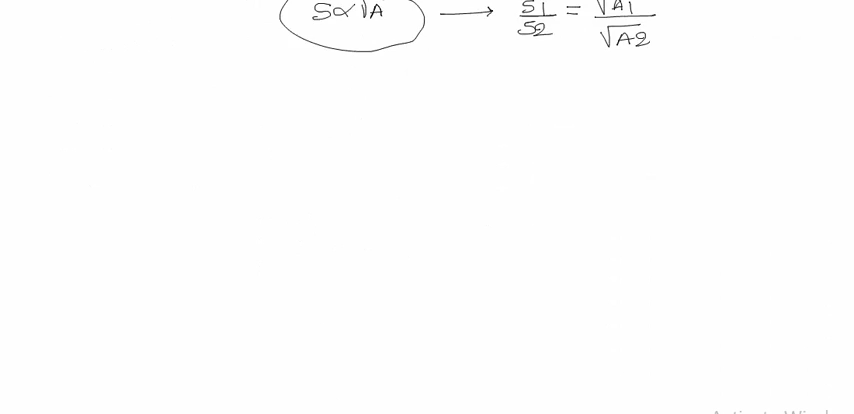 S∝√A → S1/S2 = √A1/√A2